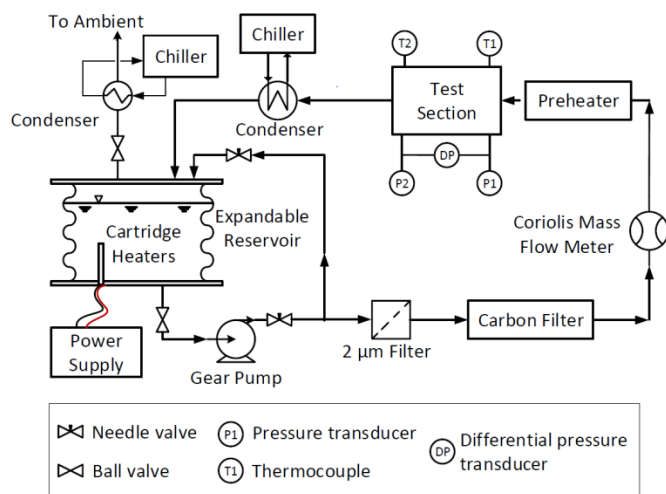 To Ambient
Chiller
Condenser
Chiller
Condenser
T2
T1
Test
Section
Preheater
DP
P2
P1
Expandable
Reservoir
Cartridge
Heaters
Coriolis Mass
Flow Meter
Power
Supply
Gear Pump
2 μm Filter
Carbon Filter
Needle valve
P1 Pressure transducer
DP Differential pressure
transducer
Ball valve
T1 Thermocouple